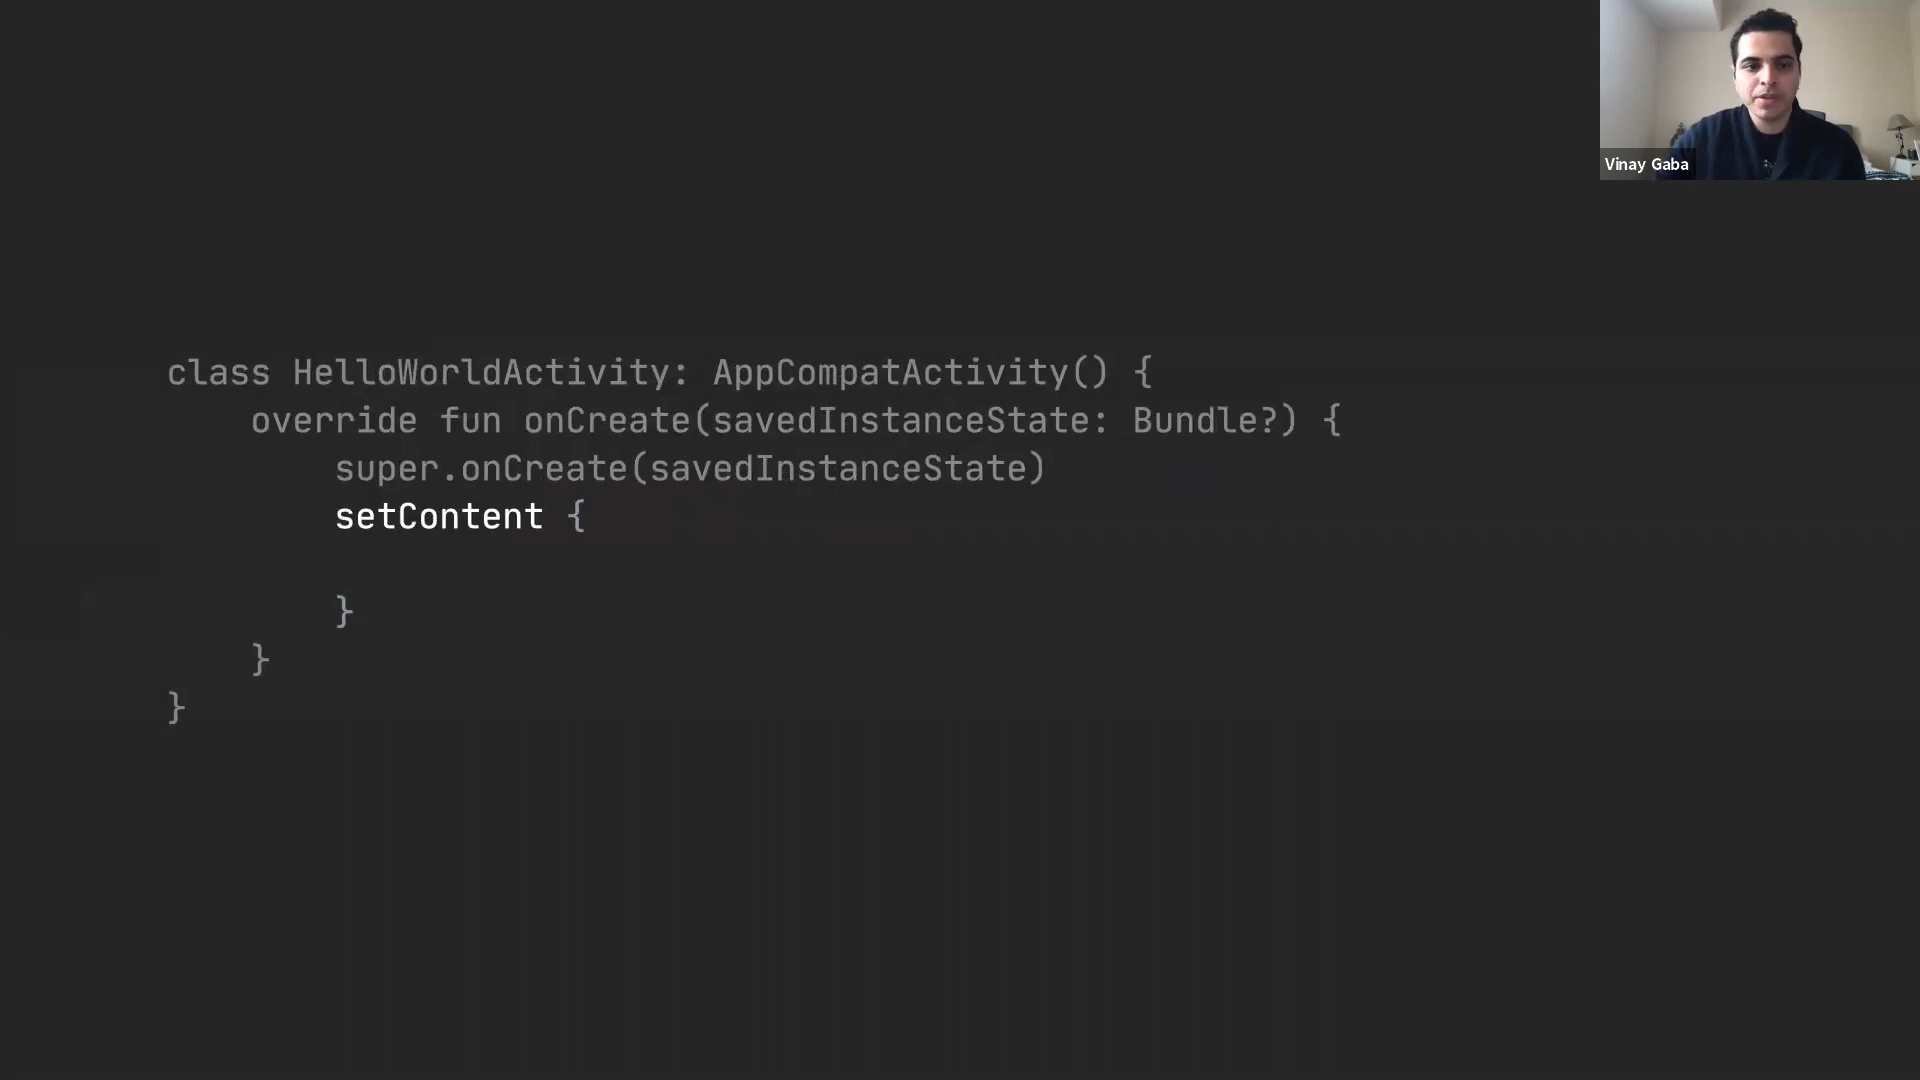 Vinay Gaba
class HelloWorldActivity: AppCompatActivity() {
    override fun onCreate(savedInstanceState: Bundle?) {
        super.onCreate(savedInstanceState)
        setContent {
        }
    }
}